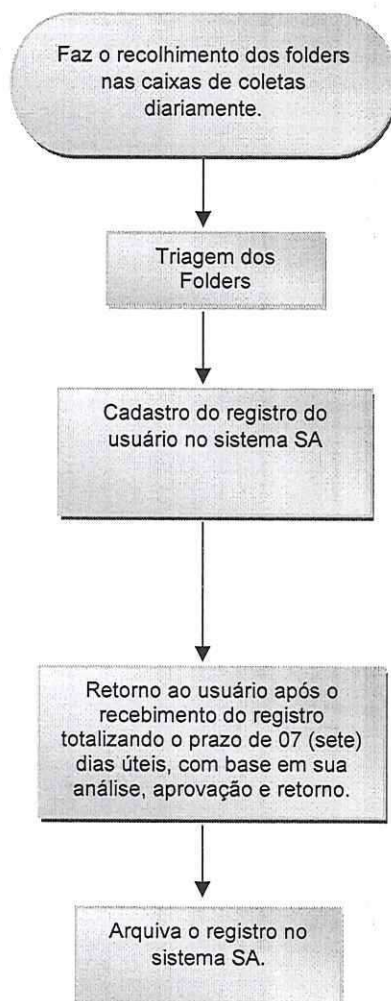 Faz o recolhimento dos folders
nas caixas de coletas
diariamente.
Triagem dos
Folders
Cadastro do registro do
usuário no sistema SA
Retorno ao usuário após o
recebimento do registro
totalizando o prazo de 07 (sete)
dias úteis, com base em sua
análise, aprovação e retorno.
Arquiva o registro no
sistema SA.